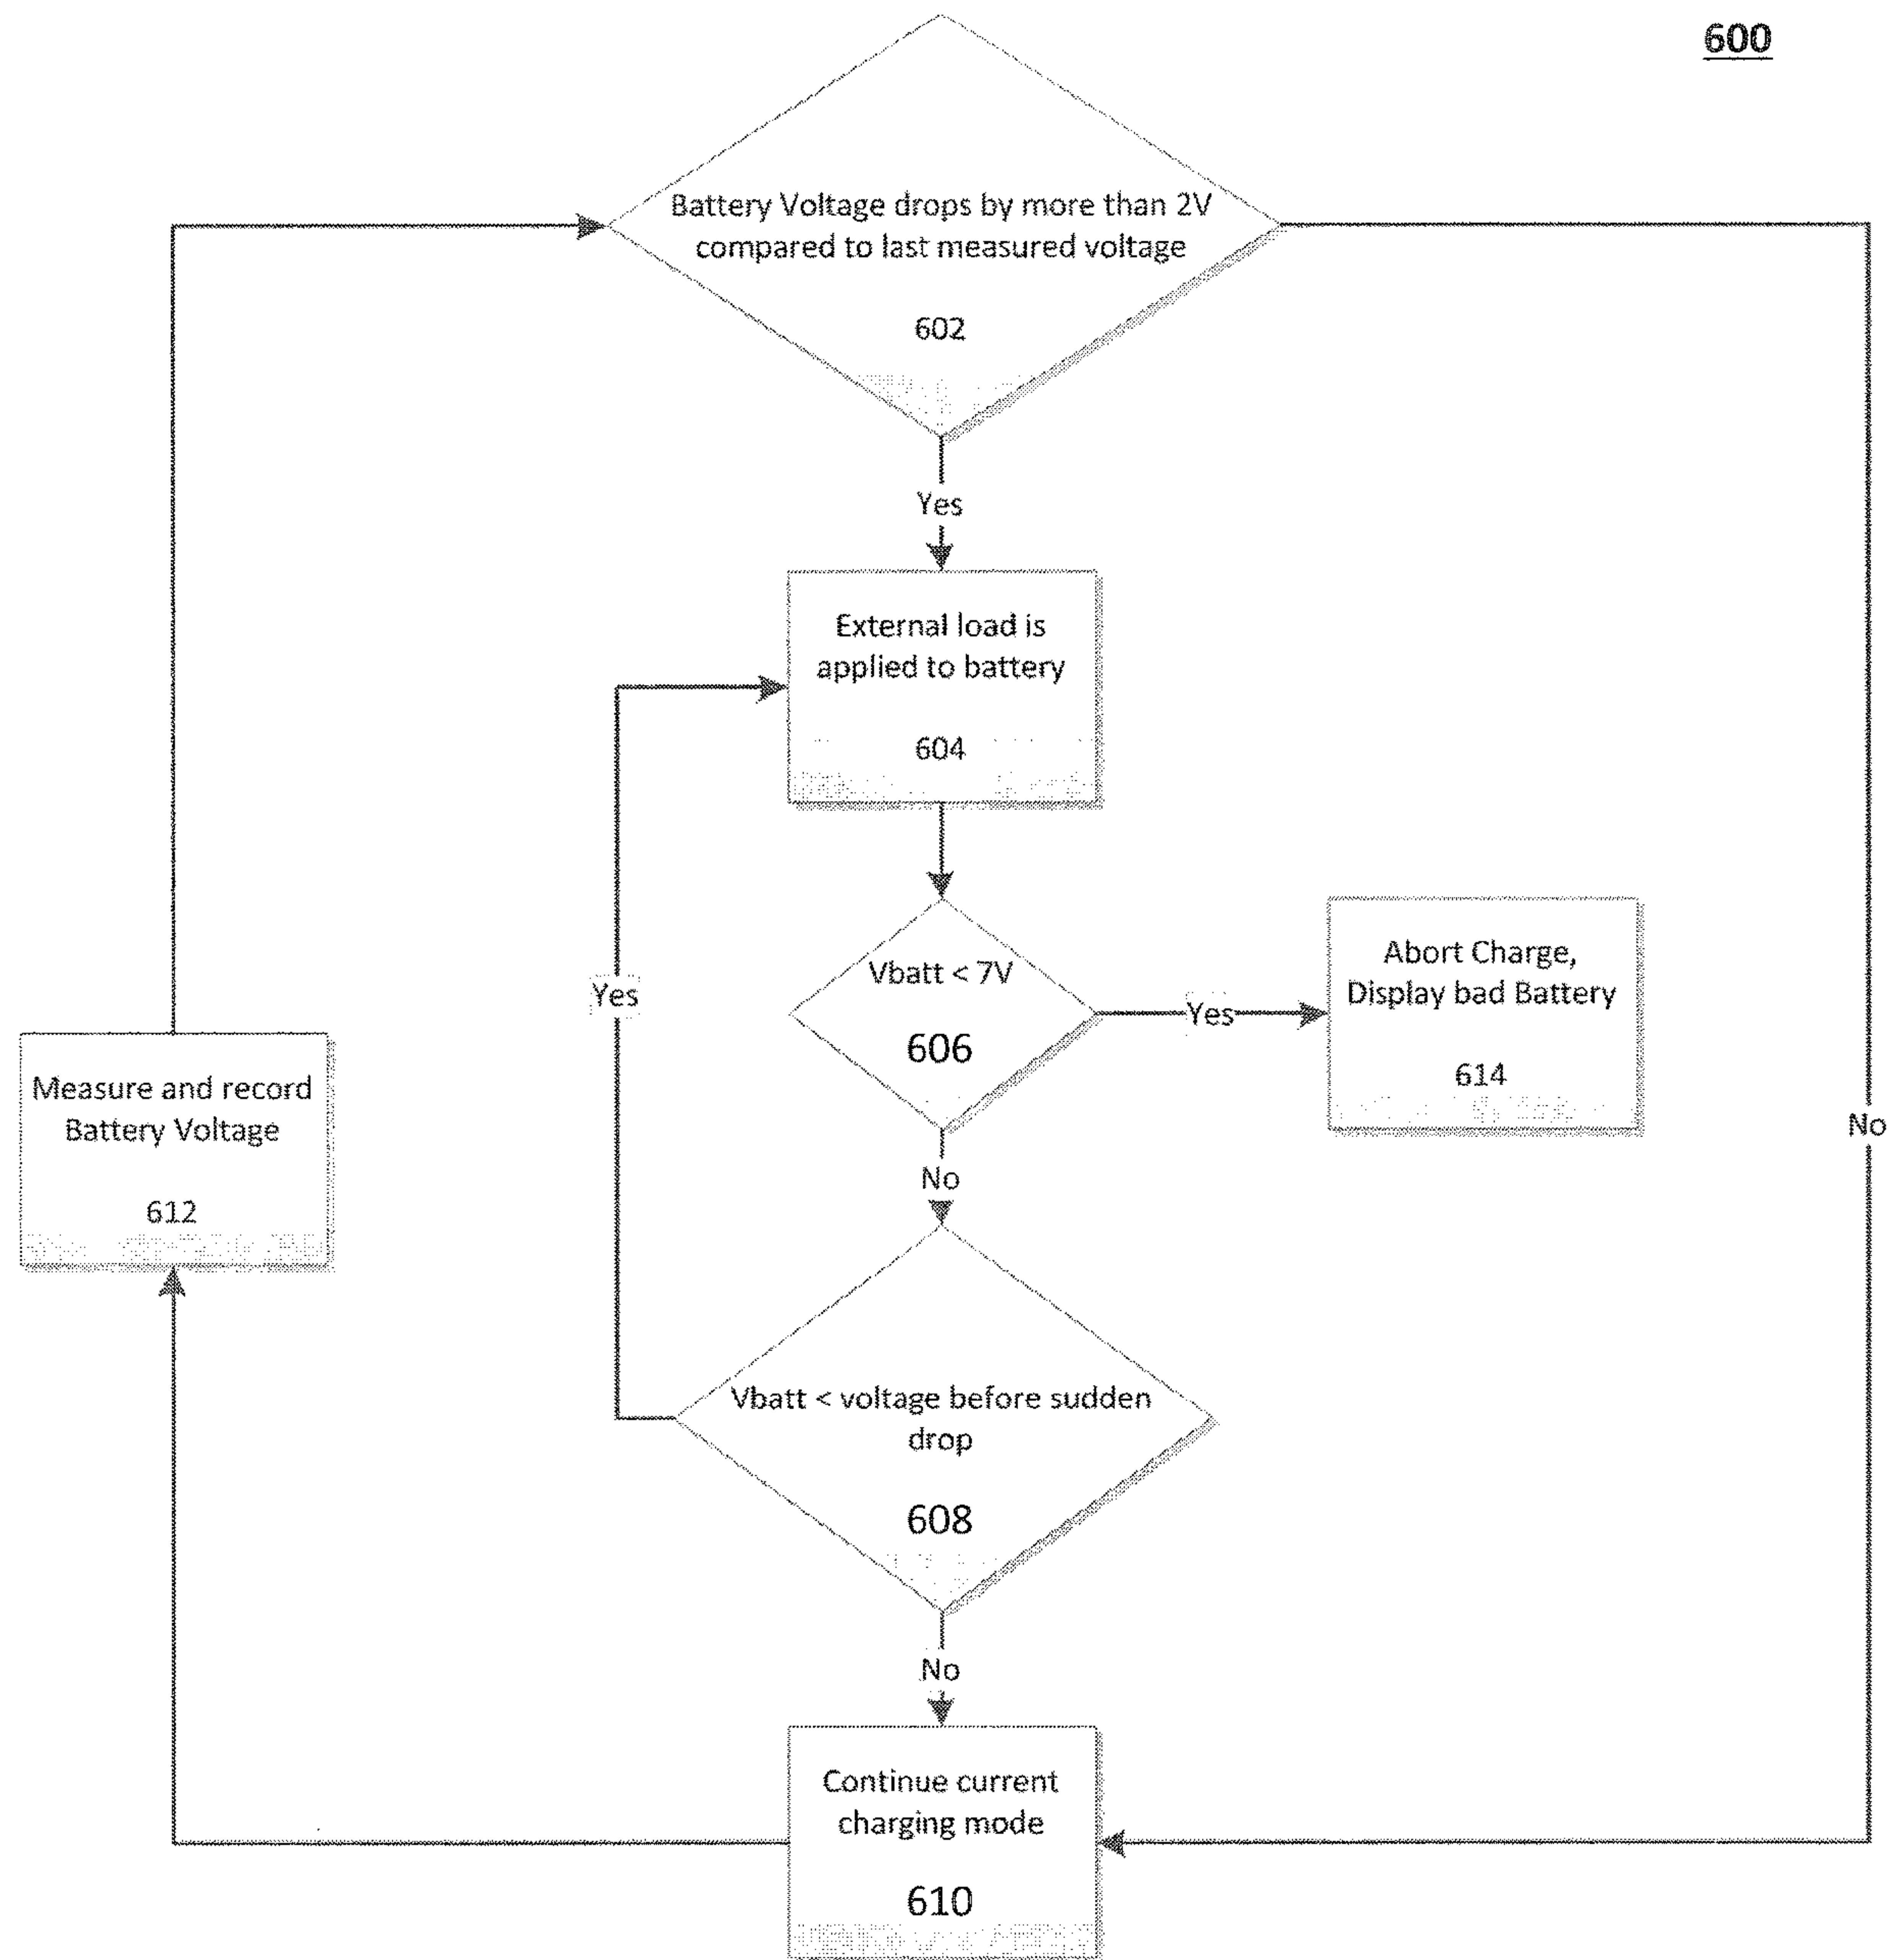 600
Battery Voltage drops by more than 2V
compared to last measured voltage
602
Yes
No
External load is
applied to battery
604
Yes
Vbatt < 7V
606
Yes
Abort Charge,
Display bad Battery
614
Measure and record
Battery Voltage
612
No
Vbatt < voltage before sudden
drop
608
No
Continue current
charging mode
610